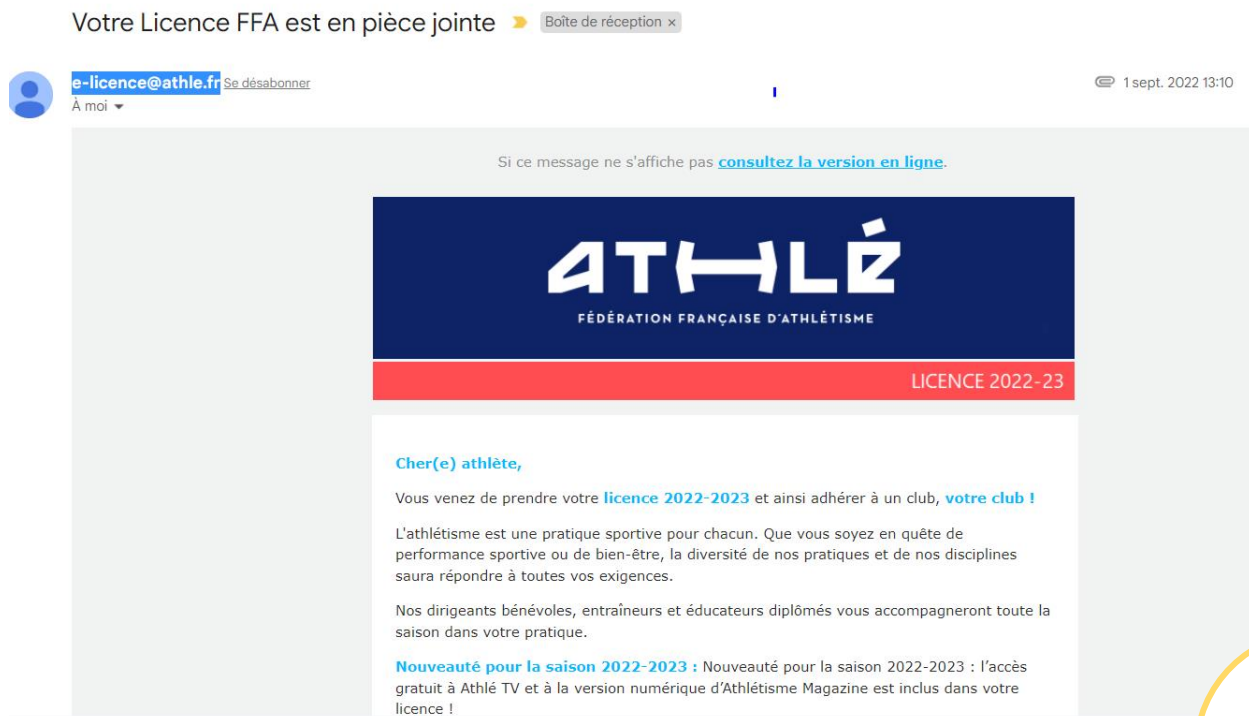 Votre Licence FFA est en pièce jointe Boîte de réception ×
e-licence@athle.fr Se désabonner 1 sept. 2022 13:10
À moi
Si ce message ne s'affiche pas consultez la version en ligne.
ATHLÉ
FÉDÉRATION FRANÇAISE D'ATHLÉTISME
LICENCE 2022-23
Cher(e) athlète,
Vous venez de prendre votre licence 2022-2023 et ainsi adhérer à un club, votre club !
L'athlétisme est une pratique sportive pour chacun. Que vous soyez en quête de
performance sportive ou de bien-être, la diversité de nos pratiques et de nos disciplines
saura répondre à toutes vos exigences.
Nos dirigeants bénévoles, entraîneurs et éducateurs diplômés vous accompagneront toute la
saison dans votre pratique.
Nouveauté pour la saison 2022-2023 : Nouveauté pour la saison 2022-2023 : l’accès
gratuit à Athlé TV et à la version numérique d’Athlétisme Magazine est inclus dans votre
licence !